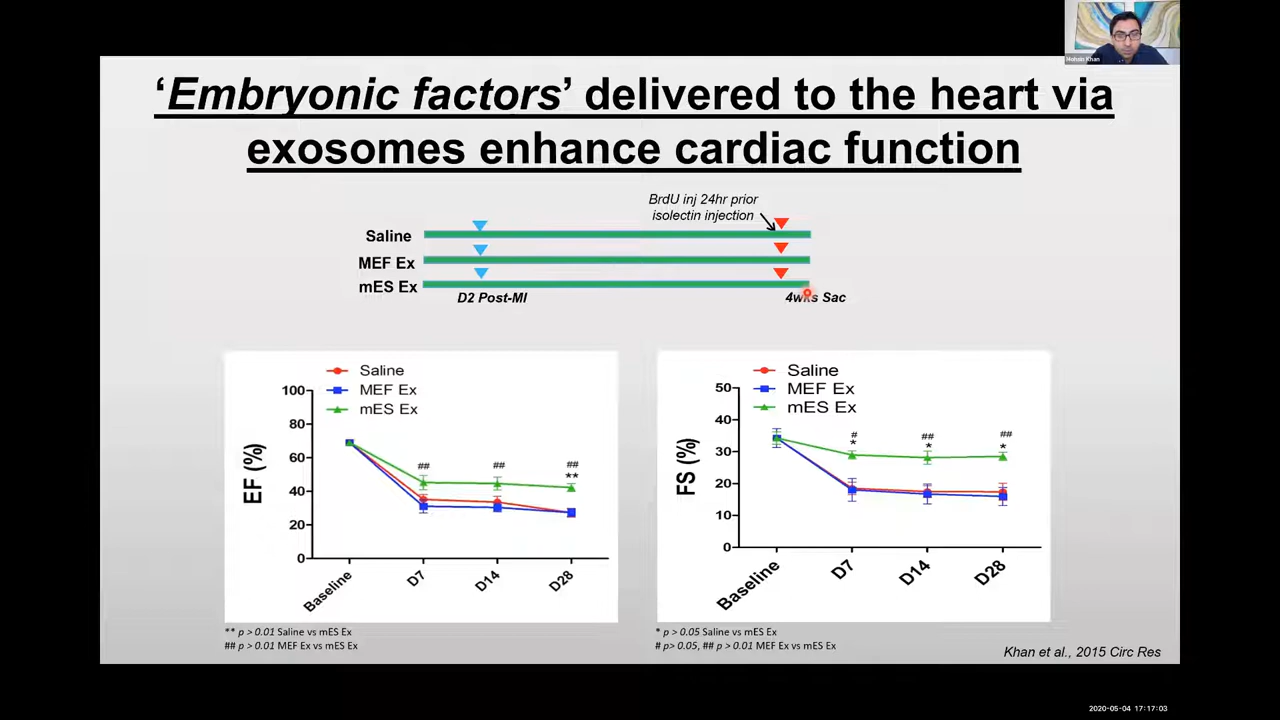 Mohsin Khan
‘Embryonic factors’ delivered to the heart via
exosomes enhance cardiac function
BrdU inj 24hr prior
isolectin injection
Saline
MEF Ex
mES Ex
D2 Post-MI
4wks Sac
Saline
MEF Ex
mES Ex
EF (%)
100
80
60
40
20
0
##
##
##
**
Baseline
D7
D14
D28
** p > 0.01 Saline vs mES Ex
## p > 0.01 MEF Ex vs mES Ex
Saline
MEF Ex
mES Ex
FS (%)
50
40
30
20
10
0
#
*
##
*
##
*
Baseline
D7
D14
D28
* p > 0.05 Saline vs mES Ex
# p> 0.05, ## p > 0.01 MEF Ex vs mES Ex
Khan et al., 2015 Circ Res
2020-05-04 17:17:03